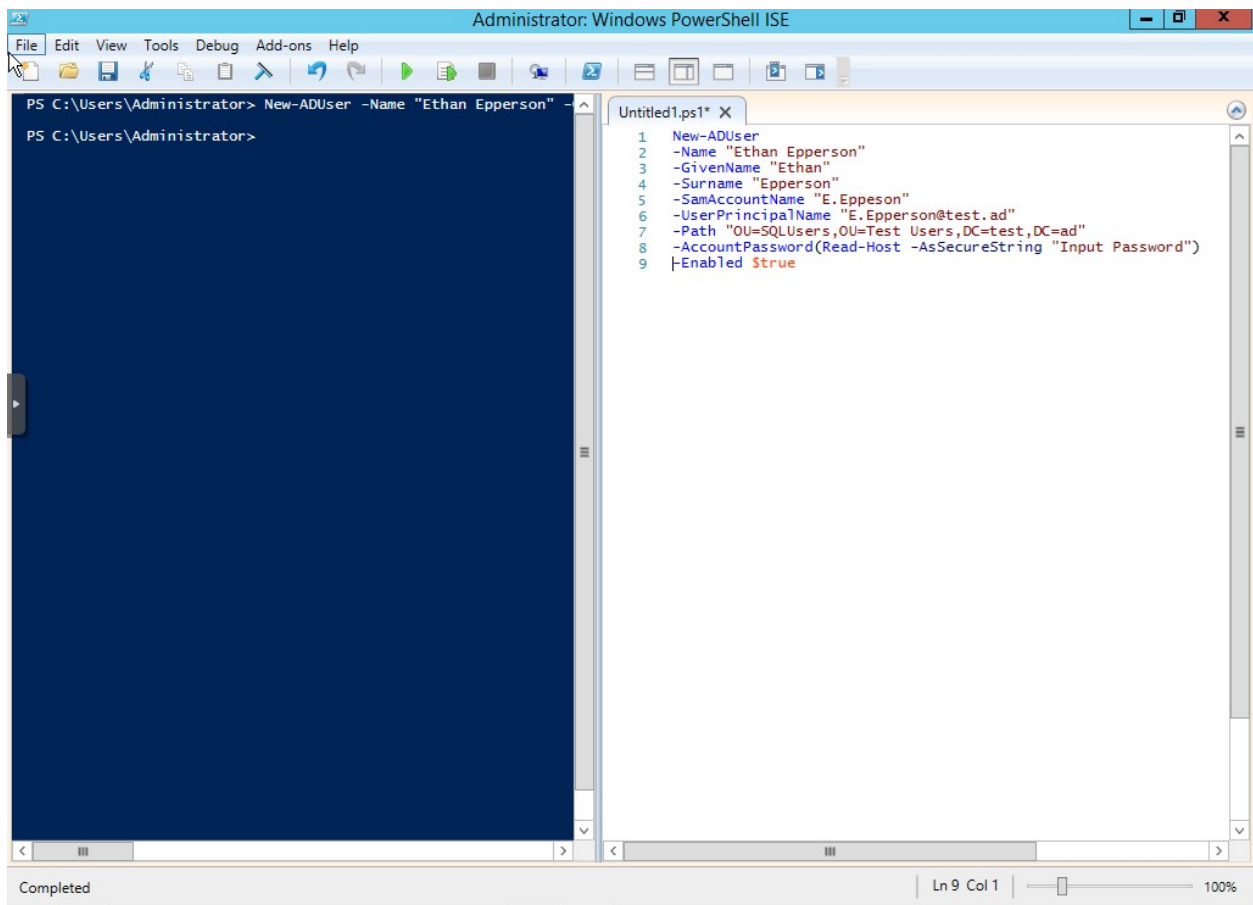 Administrator: Windows PowerShell ISE
File Edit View Tools Debug Add-ons Help
PS C:\Users\Administrator> New-ADUser -Name "Ethan Epperson" -
PS C:\Users\Administrator>
Untitled1.ps1* X
1 New-ADUser
2 -Name "Ethan Epperson"
3 -GivenName "Ethan"
4 -Surname "Epperson"
5 -SamAccountName "E.Eppeson"
6 -UserPrincipalName "E.Epperson@test.ad"
7 -Path "OU=SQLUsers,OU=Test Users,DC=test,DC=ad"
8 -AccountPassword(Read-Host -AsSecureString "Input Password")
9 -Enabled $true
Completed
Ln 9 Col 1
100%